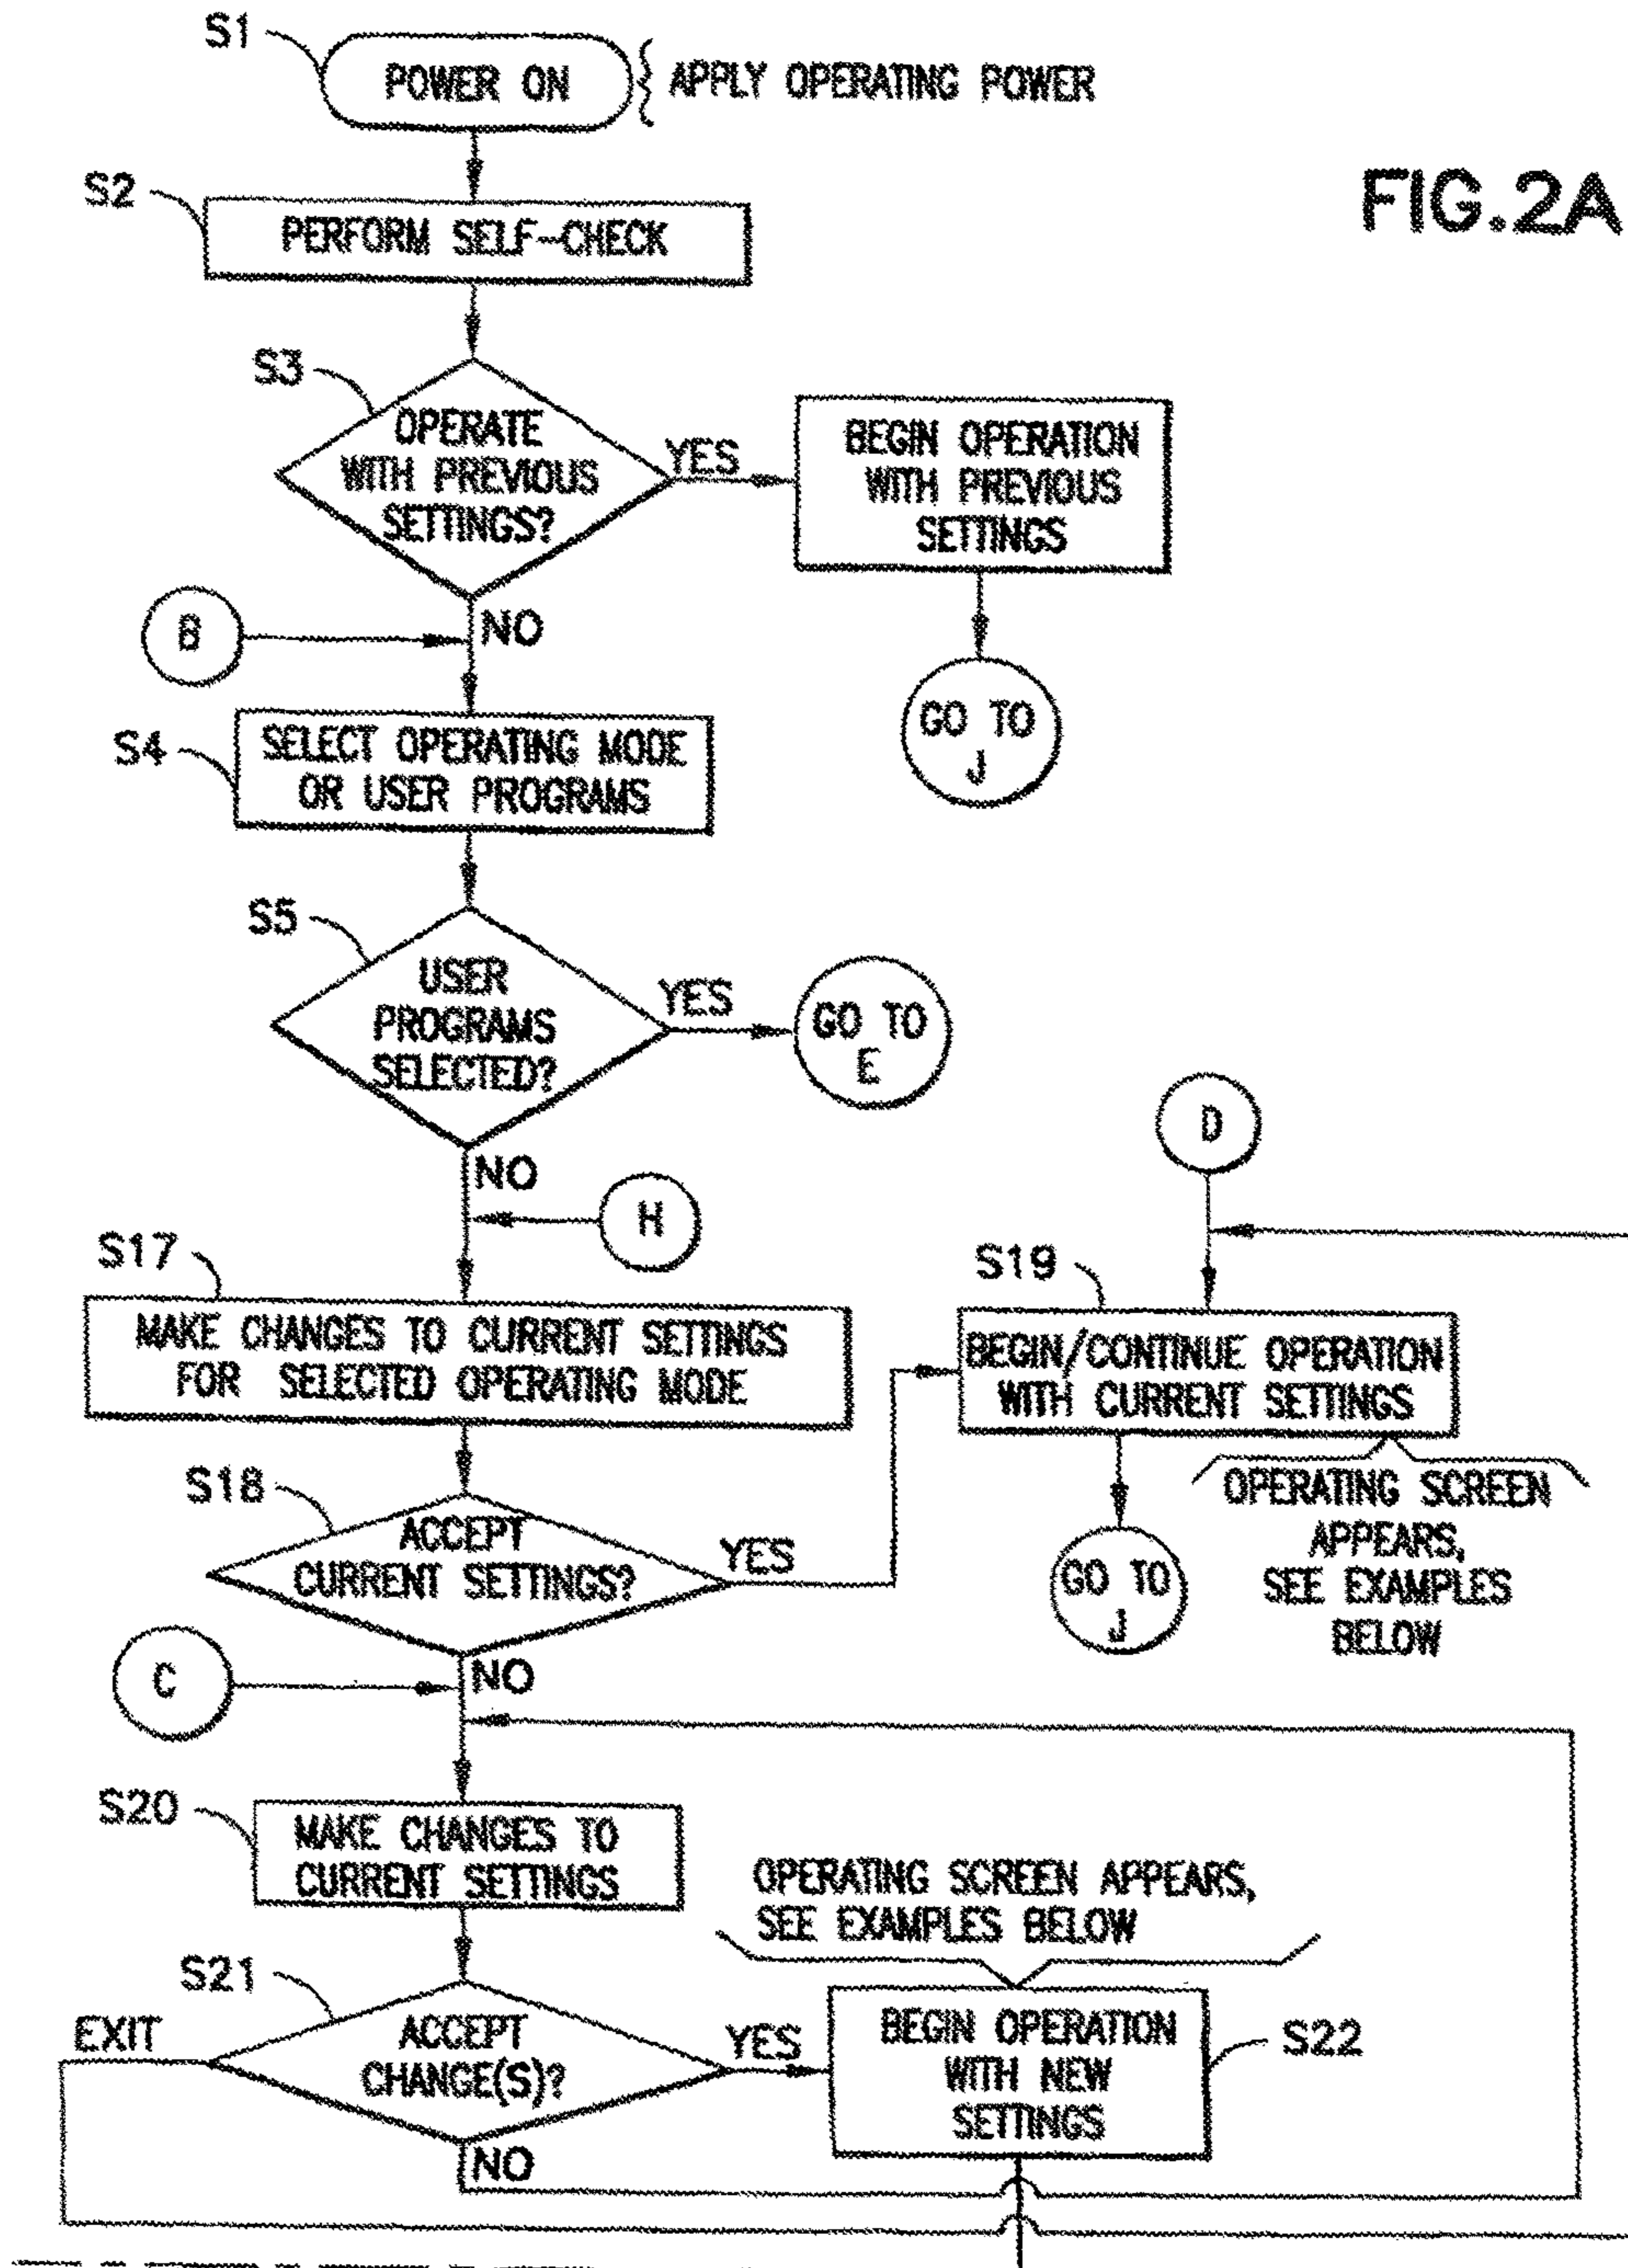 S1
POWER ON
APPLY OPERATING POWER
FIG.2A
S2
PERFORM SELF-CHECK
S3
OPERATE
WITH PREVIOUS
SETTINGS?
YES
BEGIN OPERATION
WITH PREVIOUS
SETTINGS
B
NO
GO TO
J
S4
SELECT OPERATING MODE
OR USER PROGRAMS
S5
USER
PROGRAMS
SELECTED?
YES
GO TO
E
D
NO
H
S17
MAKE CHANGES TO CURRENT SETTINGS
FOR SELECTED OPERATING MODE
S19
BEGIN/CONTINUE OPERATION
WITH CURRENT SETTINGS
OPERATING SCREEN
APPEARS,
SEE EXAMPLES
BELOW
GO TO
J
S18
ACCEPT
CURRENT SETTINGS?
YES
C
NO
S20
MAKE CHANGES TO
CURRENT SETTINGS
OPERATING SCREEN APPEARS,
SEE EXAMPLES BELOW
S21
EXIT
ACCEPT
CHANGE(S)?
YES
BEGIN OPERATION
WITH NEW
SETTINGS
S22
NO